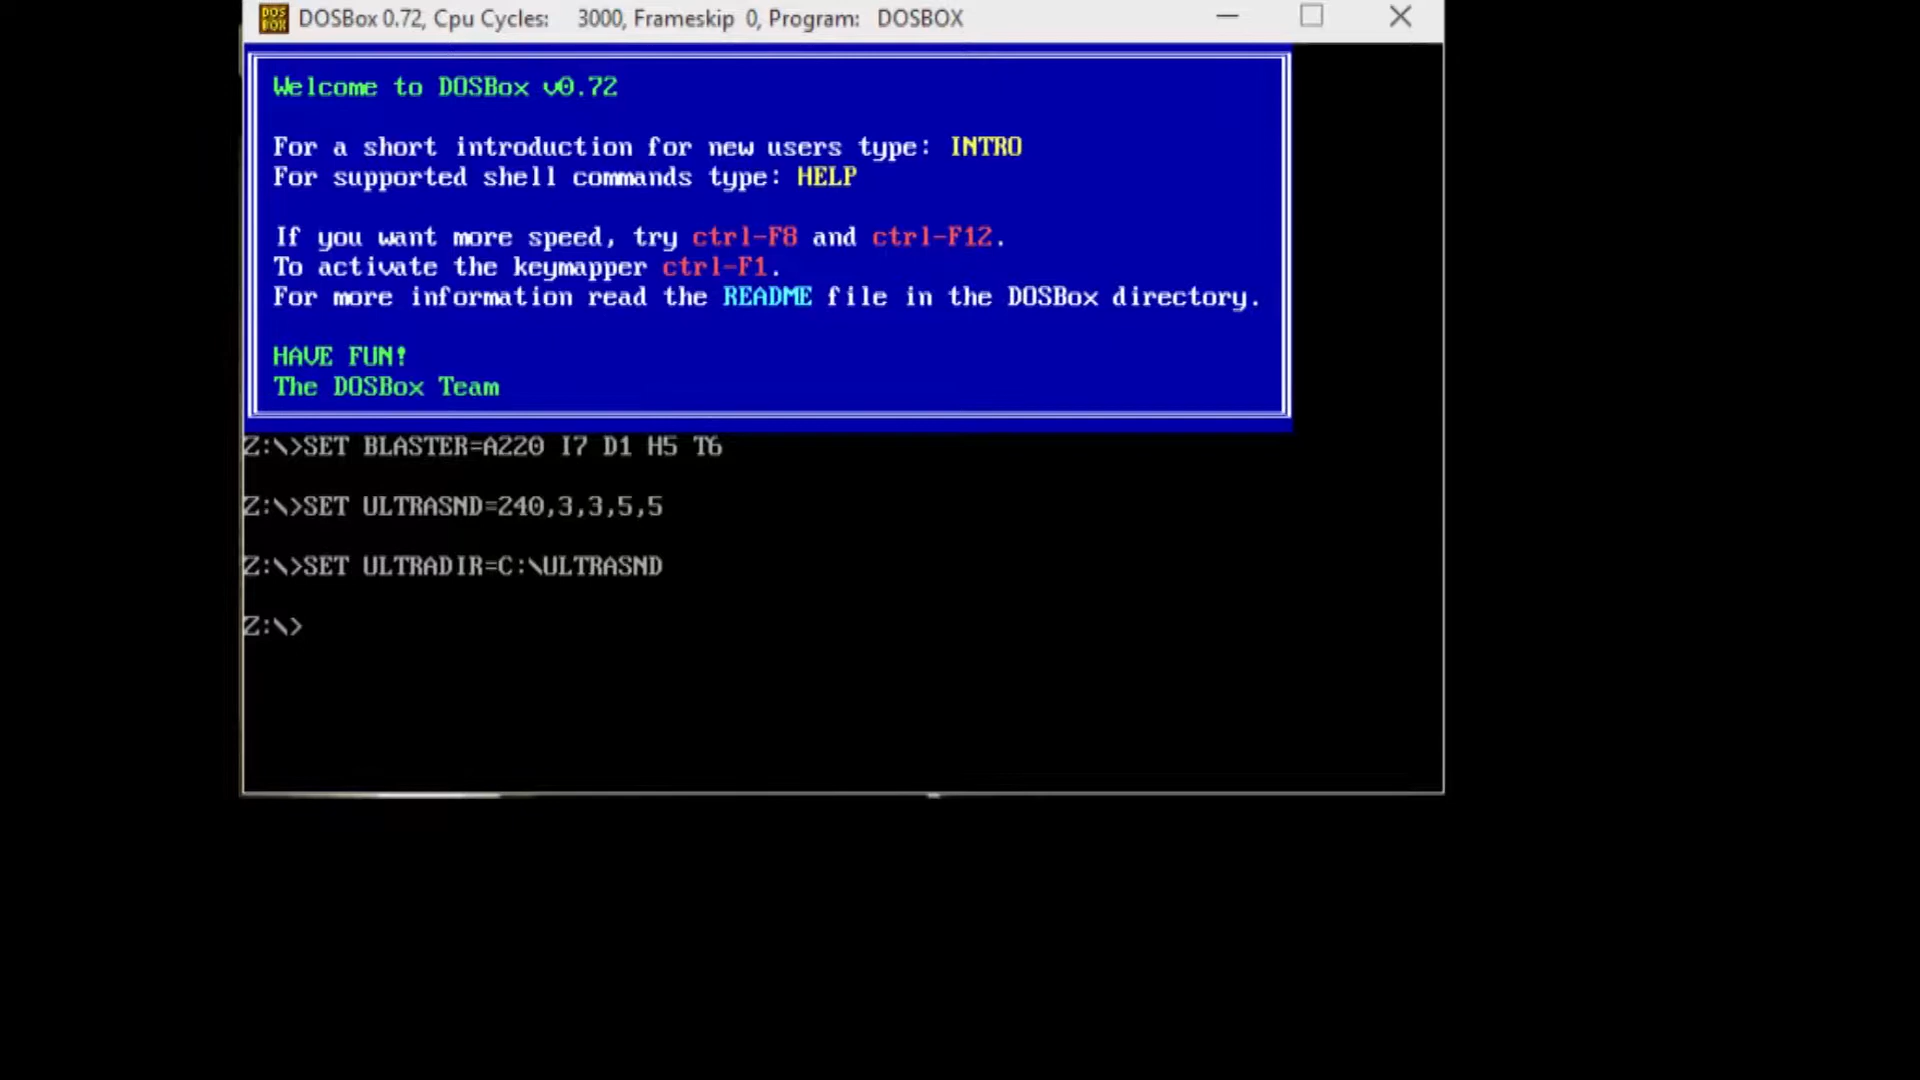 DOS BOX
DOSBox 0.72, Cpu Cycles: 3000, Frameskip 0, Program: DOSBOX
Welcome to DOSBox v0.72
For a short introduction for new users type: INTRO
For supported shell commands type: HELP
If you want more speed, try ctrl-F8 and ctrl-F12.
To activate the keymapper ctrl-F1.
For more information read the README file in the DOSBox directory.
HAVE FUN!
The DOSBox Team
Z:\>SET BLASTER=A220 I7 D1 H5 T6
Z:\>SET ULTRASND=240,3,3,5,5
Z:\>SET ULTRADIR=C:\ULTRASND
Z:\>